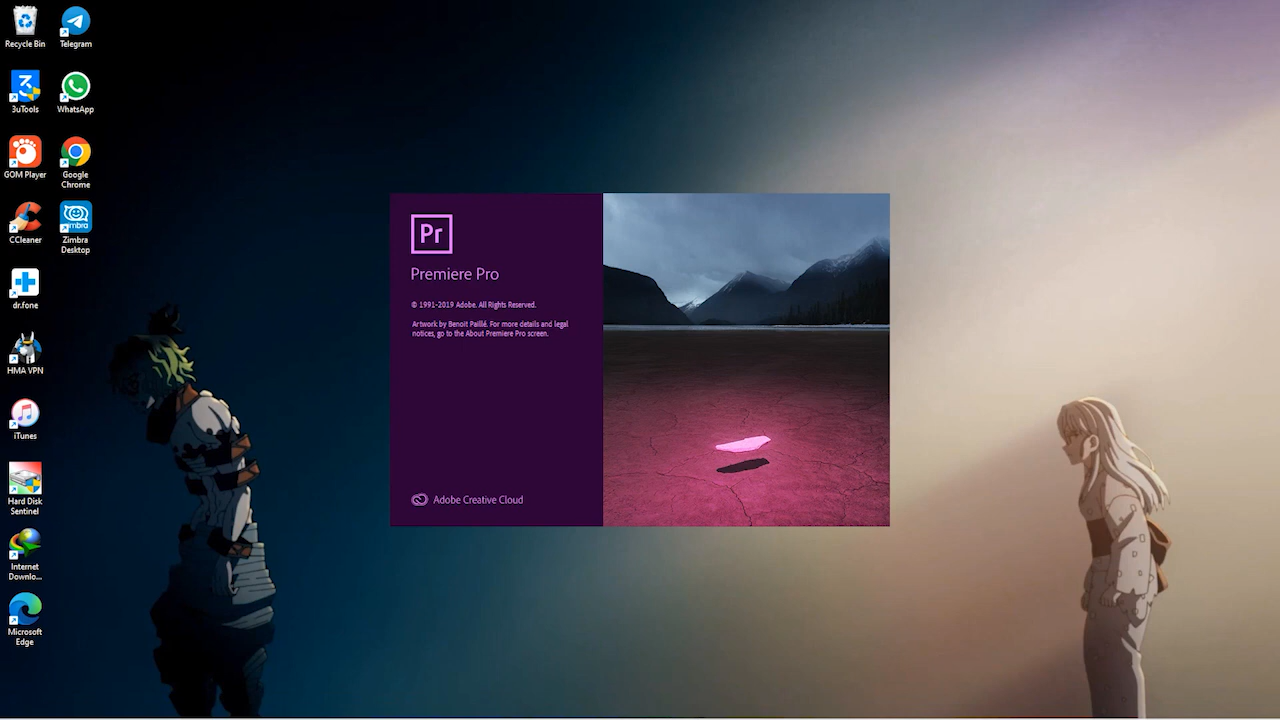 Recycle Bin
Telegram
3uTools
WhatsApp
GOM Player
Google
Chrome
CCleaner
Zimbra
Desktop
zimbra
dr.fone
HMA VPN
iTunes
Hard Disk
Sentinel
Internet
Downlo...
Microsoft
Edge
Pr
Premiere Pro
© 1991-2019 Adobe. All Rights Reserved.
Artwork by Benoit Paillé. For more details and legal
notices, go to the About Premiere Pro screen.
Adobe Creative Cloud